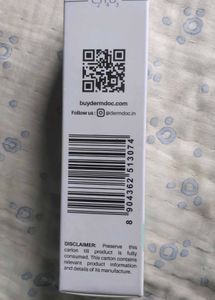 buydermdoc.com
Follow us: @dermdoc.in
8 904362 513074
DISCLAIMER: Preserve this
carton till product is fully
consumed. This carton contains
relevant product information
and details of its manufacture.